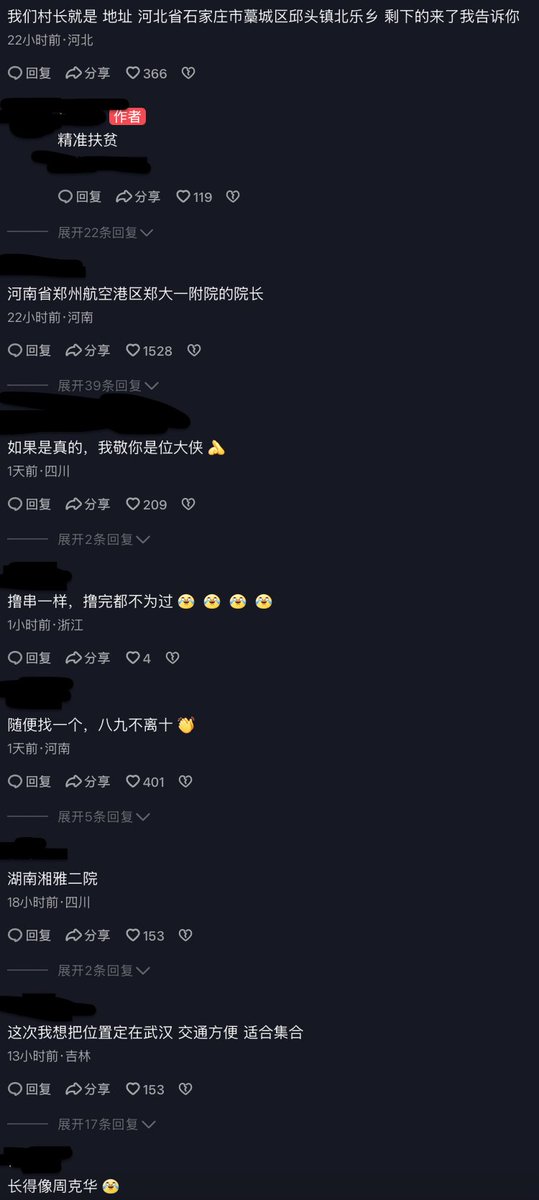 我们村长就是 地址 河北省石家庄市藁城区邱头镇北乐乡 剩下的来了我告诉你
22小时前·河北
回复 分享 366
作者
精准扶贫
回复 分享 119
展开22条回复
河南省郑州航空港区郑大一附院的院长
22小时前·河南
回复 分享 1528
展开39条回复
如果是真的，我敬你是位大侠
1天前·四川
回复 分享 209
展开2条回复
撸串一样，撸完都不为过 😂 😂 😂 😂
1小时前·浙江
回复 分享 4
随便找一个，八九不离十 👏
1天前·河南
回复 分享 401
展开5条回复
湖南湘雅二院
18小时前·四川
回复 分享 153
展开2条回复
这次我想把位置定在武汉 交通方便 适合集合
13小时前·吉林
回复 分享 153
展开17条回复
长得像周克华 😂